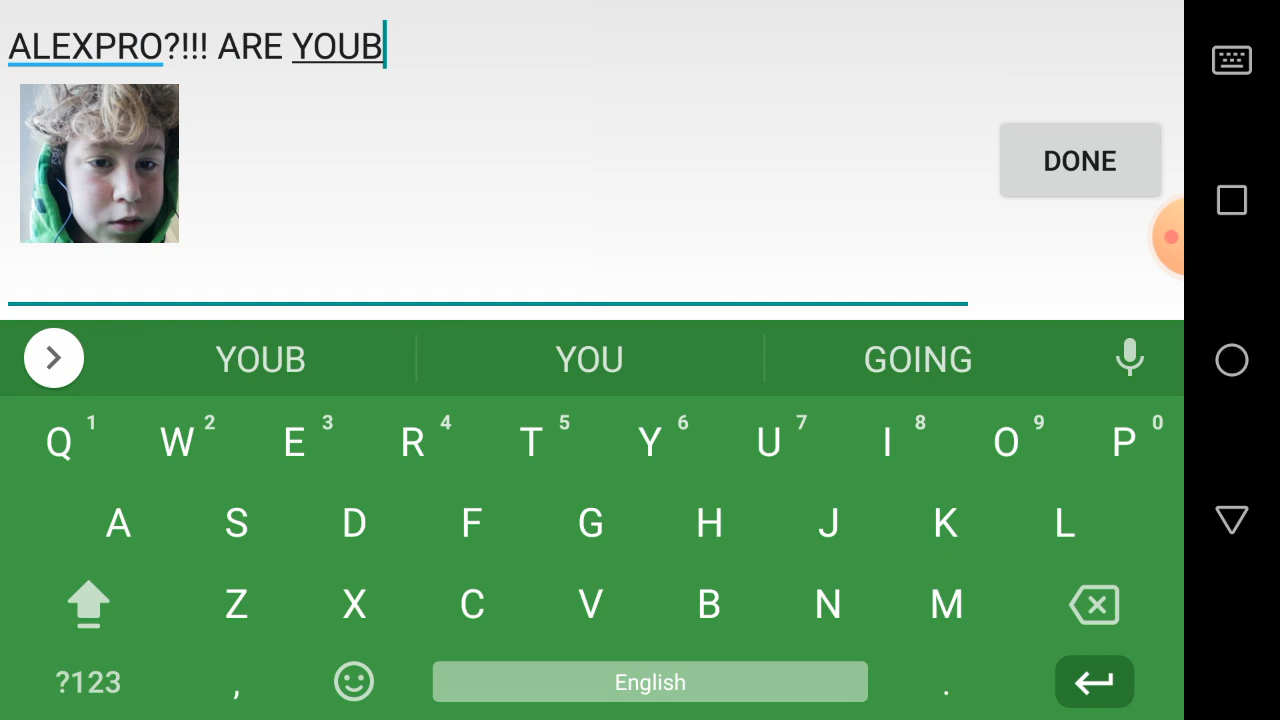 ALEXPRO?!!! ARE YOUB
DONE
YOUB YOU GOING
Q 1 W 2 E 3 R 4 T 5 Y 6 U 7 I 8 O 9 P 0
A S D F G H J K L
Z X C V B N M
?123 , English .